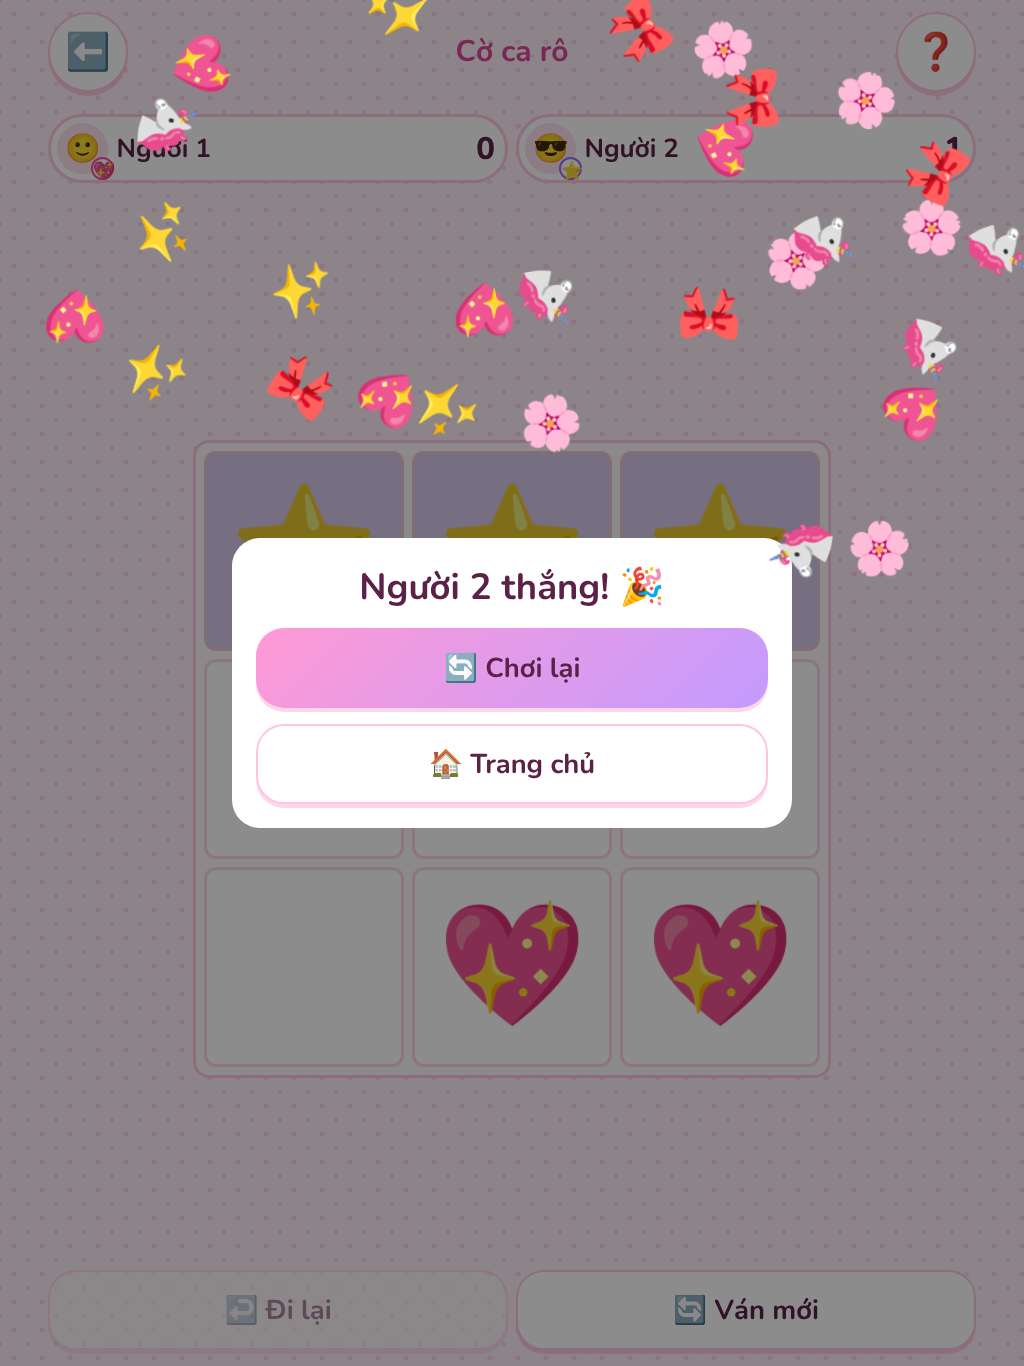 Cờ ca rô
Người 1 0
Người 2 1
Người 2 thắng!
Chơi lại
Trang chủ
Đi lại
Ván mới